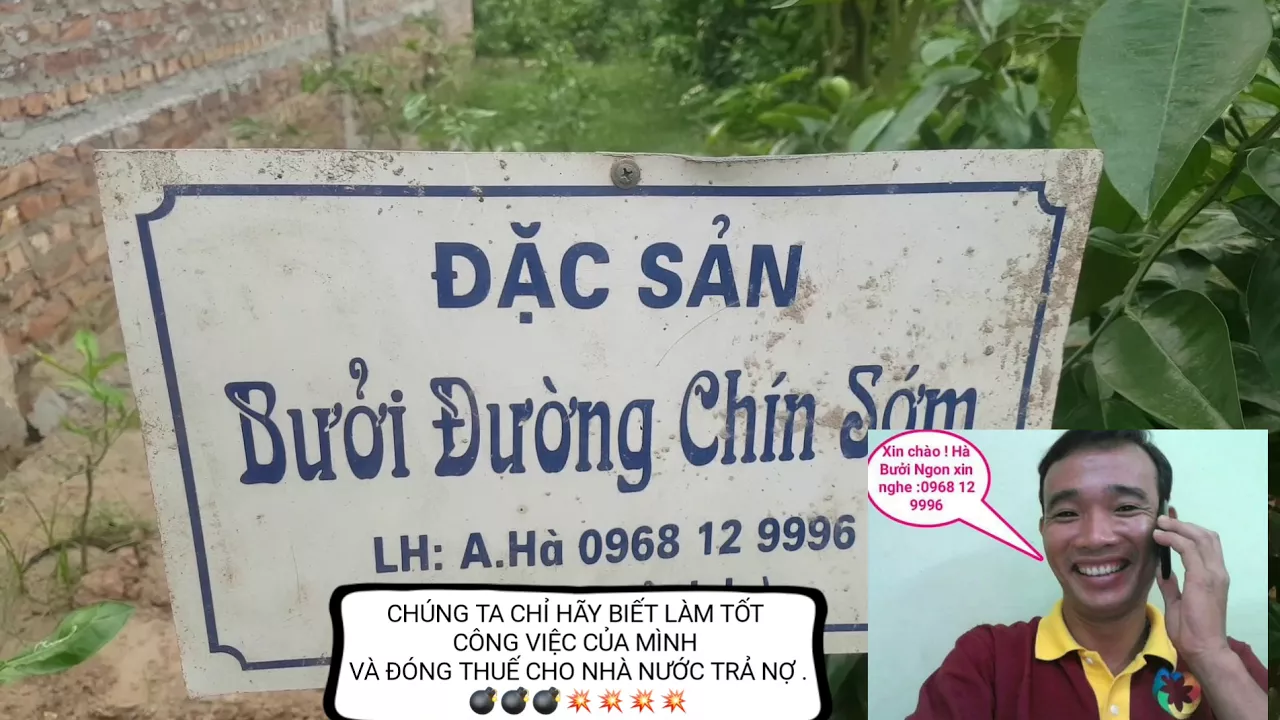 ĐẶC SẢN
Bưởi Đường Chín Sớm
LH: A.Hà 0968 12 9996
Xin chào ! Hà
Bưởi Ngon xin
nghe :0968 12
9996
CHÚNG TA CHỈ HÃY BIẾT LÀM TỐT
CÔNG VIỆC CỦA MÌNH
VÀ ĐÓNG THUẾ CHO NHÀ NƯỚC TRẢ NỢ .
💣💣💣💥💥💥💥